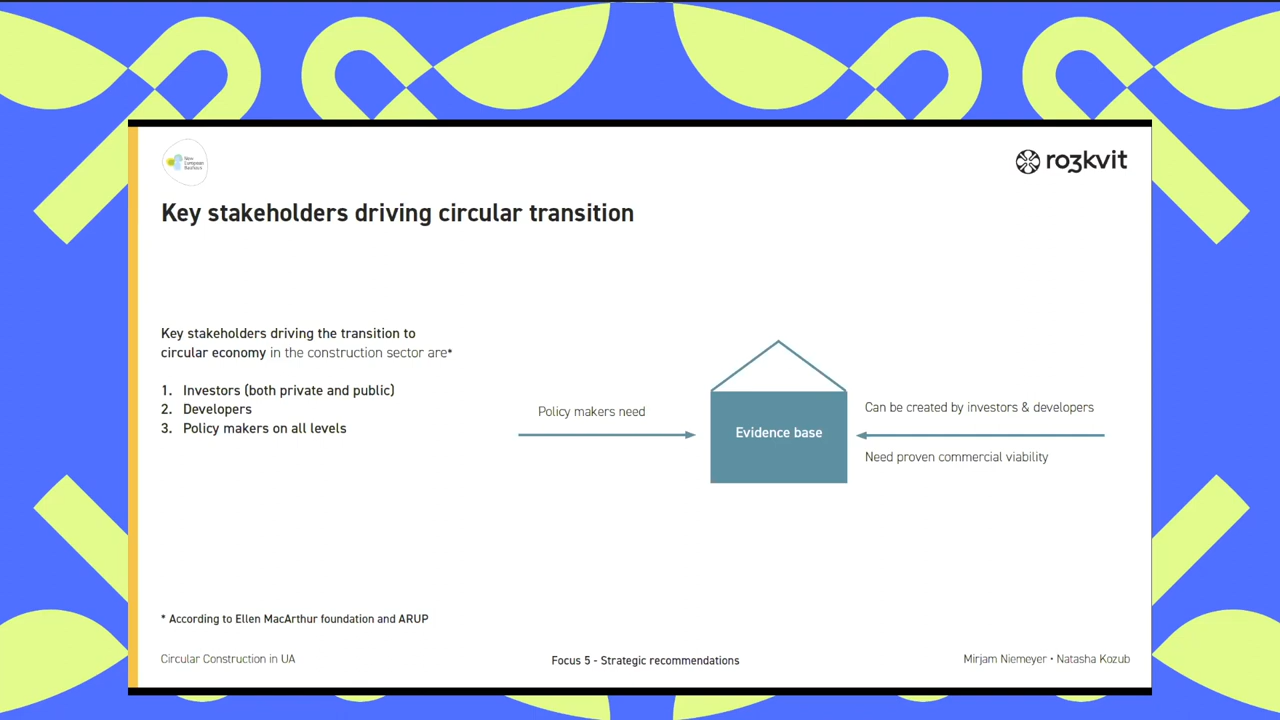 New
European
Bauhaus
ro3kvit
Key stakeholders driving circular transition
Key stakeholders driving the transition to
circular economy in the construction sector are*
1. Investors (both private and public)
2. Developers
3. Policy makers on all levels
Policy makers need
Evidence base
Can be created by investors & developers
Need proven commercial viability
* According to Ellen MacArthur foundation and ARUP
Circular Construction in UA
Focus 5 - Strategic recommendations
Mirjam Niemeyer • Natasha Kozub